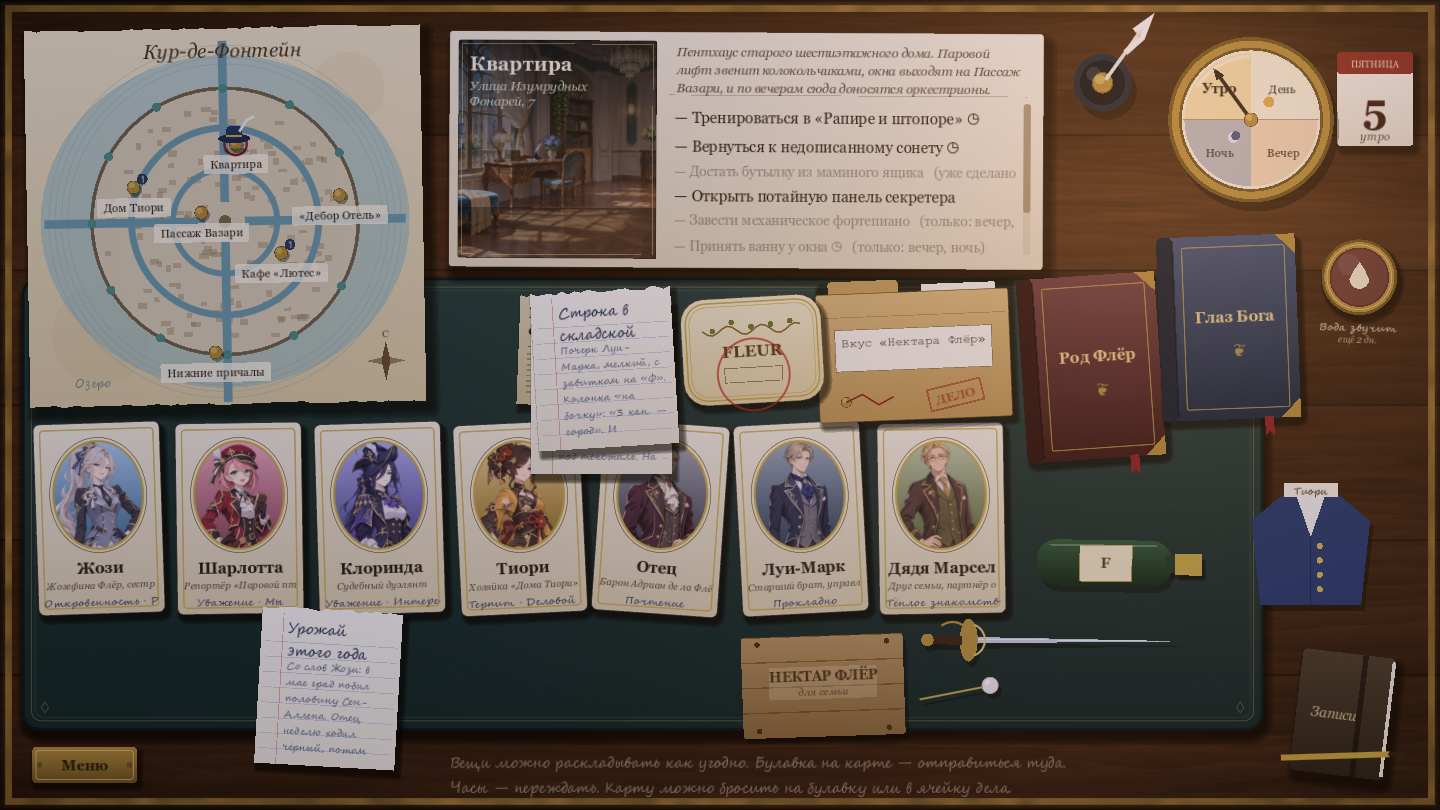 Кур-де-Фонтейн
Квартира
Дом Тиори
1
«Дебор Отель»
Пассаж Вазари
1
Кафе «Лютес»
Нижние причалы
Озеро
С
Квартира
Улица Изумрудных
Фонарей, 7
Пентхаус старого шестиэтажного дома. Паровой
лифт звенит колокольчиками, окна выходят на Пассаж
Вазари, и по вечерам сюда доносятся оркестрионы.
— Тренироваться в «Рапире и штопоре»
— Вернуться к недописанному сонету
— Достать бутылку из маминого ящика (уже сделано
— Открыть потайную панель секретера
— Завести механическое фортепиано (только: вечер,
— Принять ванну у окна (только: вечер, ночь)
Утро
День
Ночь
Вечер
ПЯТНИЦА
5
утро
Строка в
складской
Почерк Луи-
Марка, мелкий, с
завитком на «ф».
Колонка «на
бочку»: «3 кап. —
город». И
под текстиль. На
FLEUR
Вкус «Нектара Флёр»
ДЕЛО
Род Флёр
Глаз Бога
Вода звучит
ещё 2 дн.
Жози
Жозефина Флёр, сестр
Откровенность · Р
Шарлотта
Репортёр «Паровой пт
Уважение · Мы
Клоринда
Судебный дуэлянт
Уважение · Интере
Тиори
Хозяйка «Дома Тиори»
Терпит · Деловой
Отец
Барон Адриан де ла Флё
Почтение
Луи-Марк
Старший брат, управл
Прохладно
Дядя Марсел
Друг семьи, партнёр о
Тёплое знакомств
F
Тиори
Урожай
этого года
Со слов Жози: в
мае град побил
половину Сен-
Аллена. Отец
неделю ходил
чёрный, потом
НЕКТАР ФЛЁР
для семьи
Записи
Меню
Вещи можно раскладывать как угодно. Булавка на карте — отправиться туда.
Часы — переждать. Карту можно бросить на булавку или в ячейку дела.